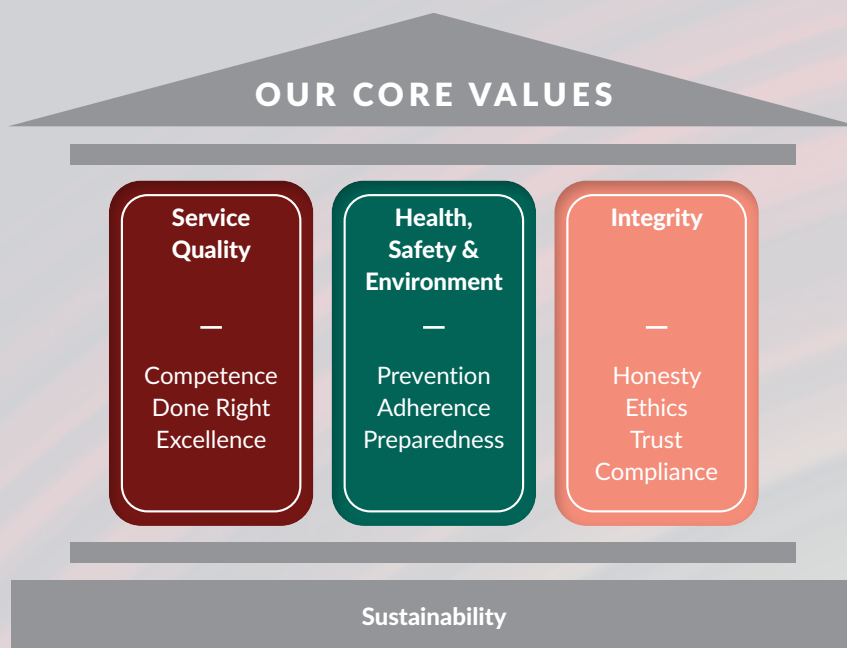 OUR CORE VALUES
Service
Quality
—
Competence
Done Right
Excellence
Health,
Safety &
Environment
—
Prevention
Adherence
Preparedness
Integrity
—
Honesty
Ethics
Trust
Compliance
Sustainability